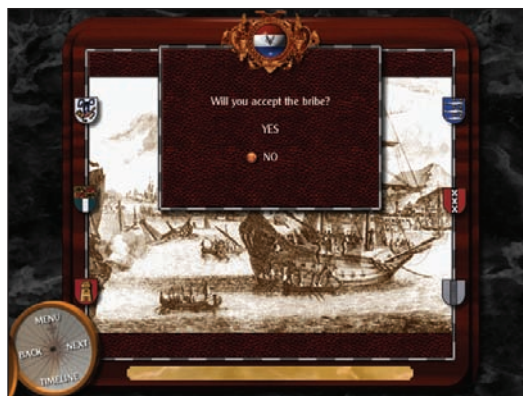 Will you accept the bribe?
YES
NO
MENU
BACK
NEXT
TIMELINE